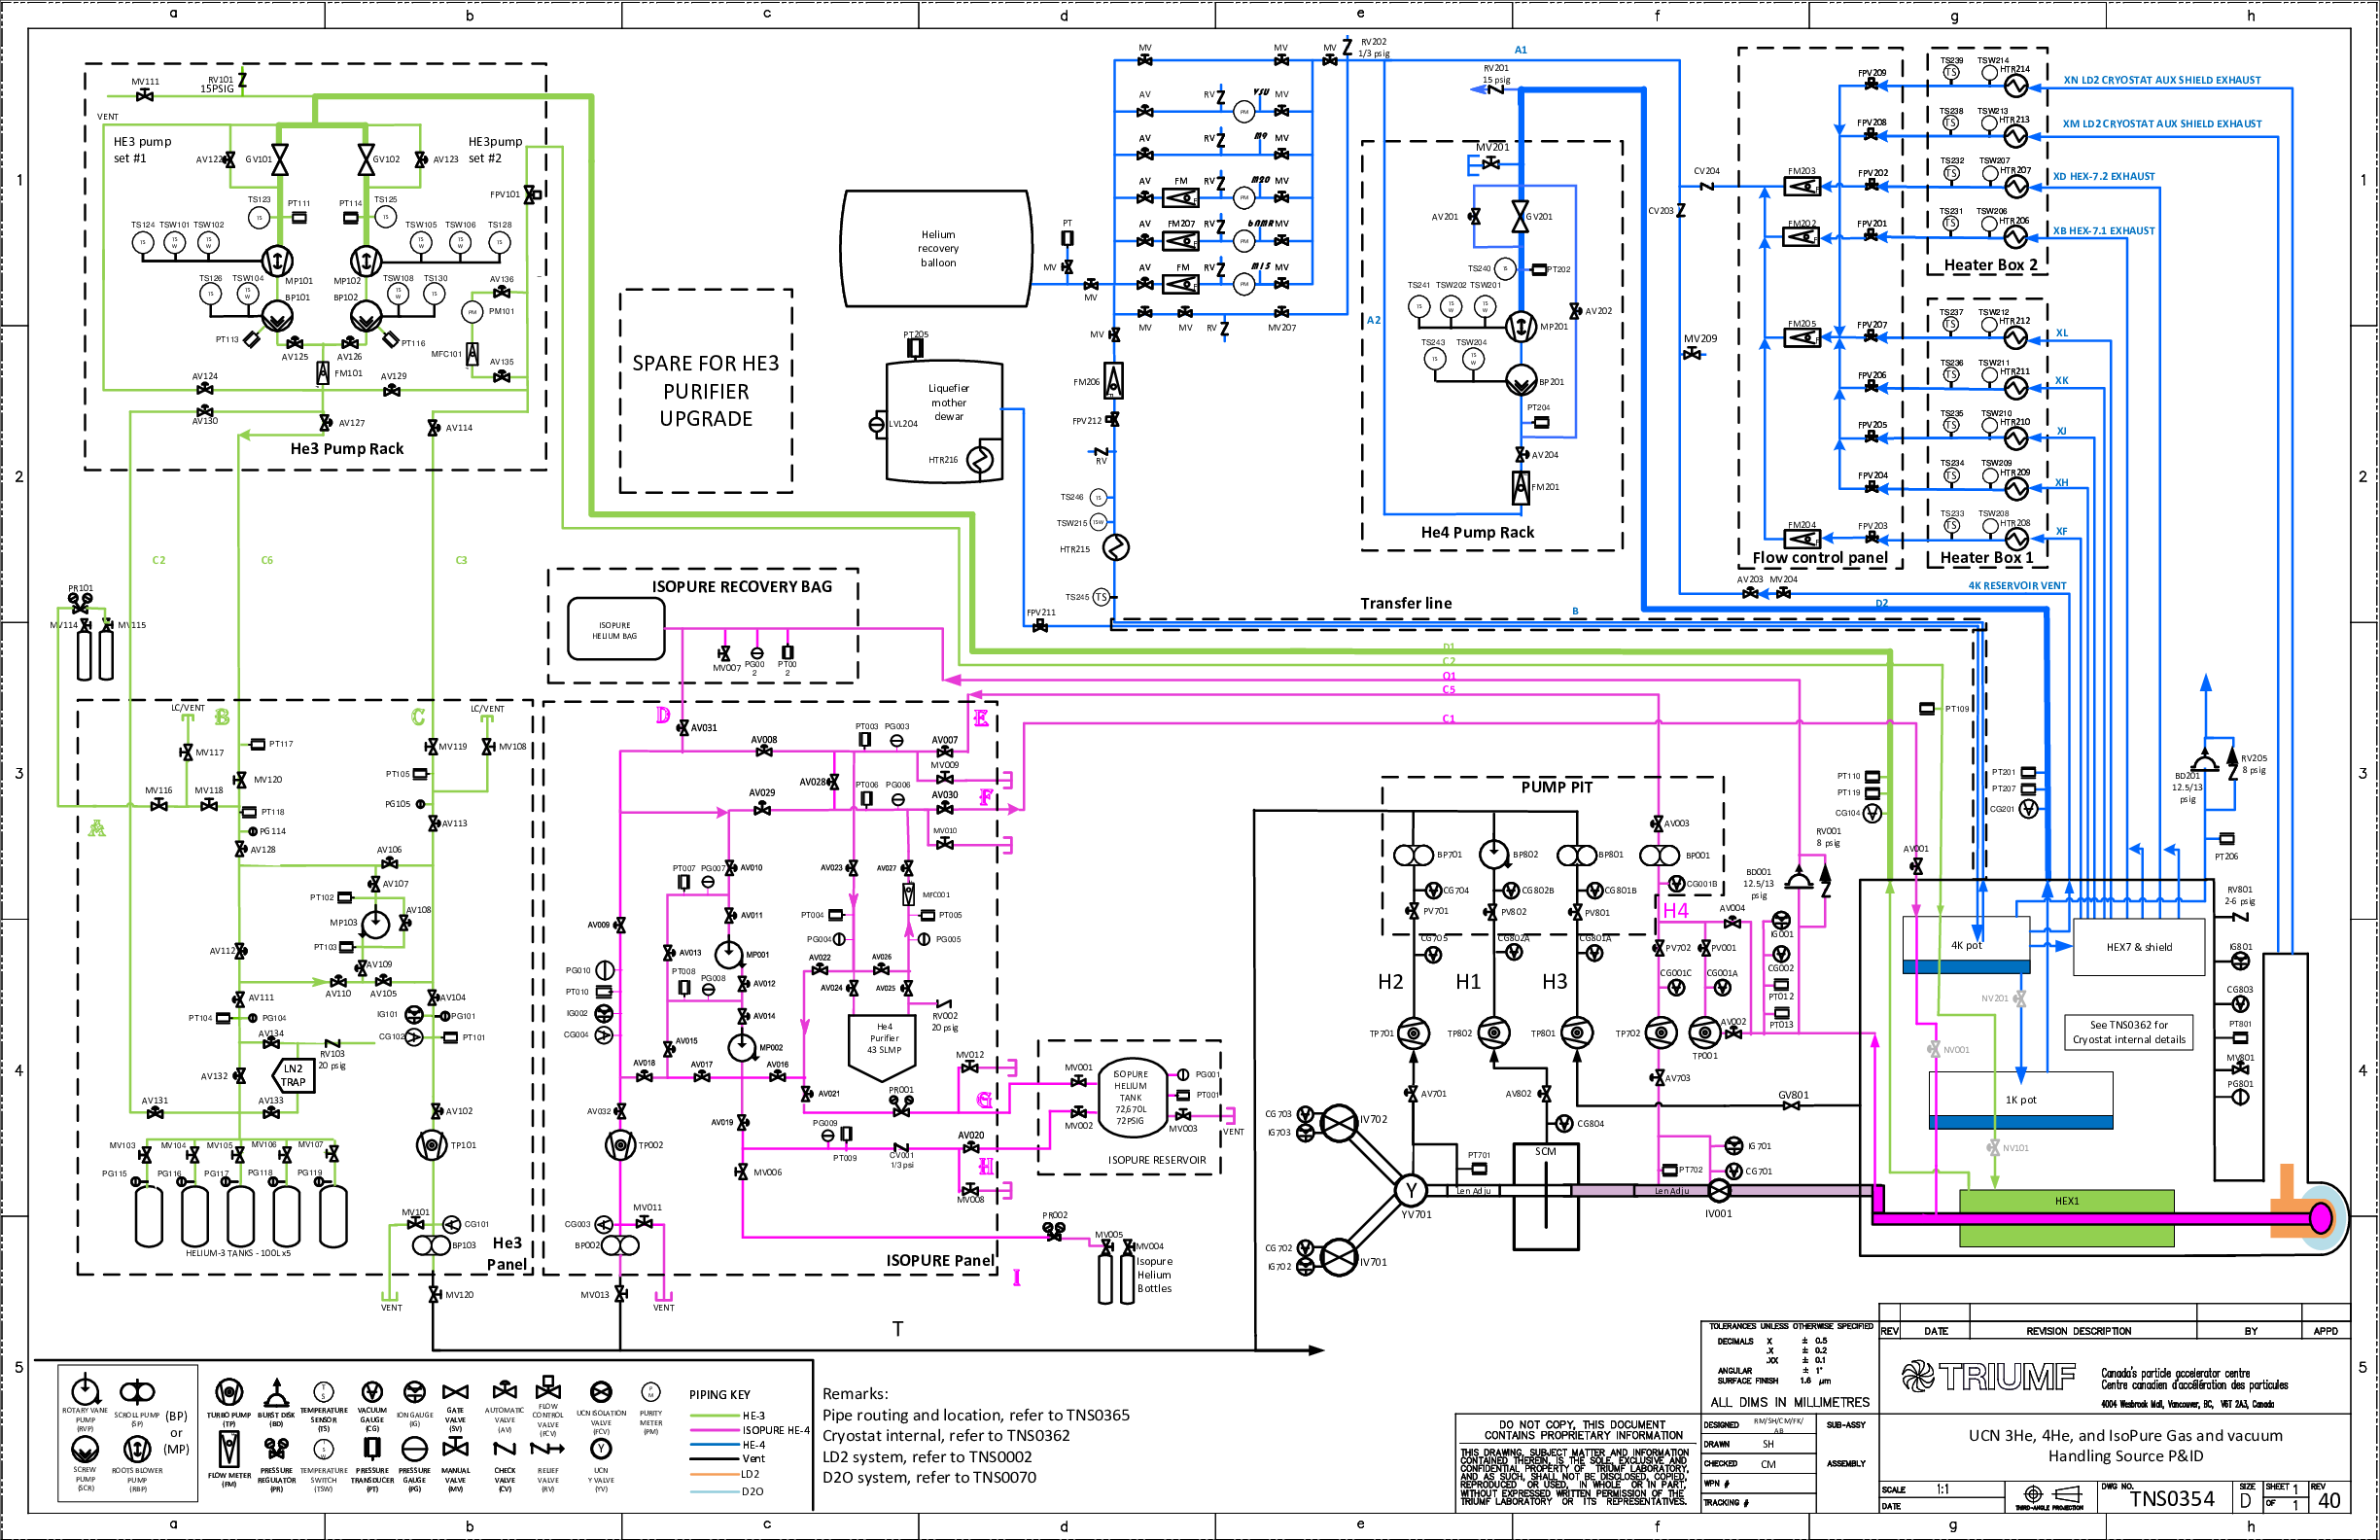 a b c d e f g h
MV111
RV101
15PSIG
VENT
HE3 pump
set #1
HE3pump
set #2
AV122
GV101
GV102
AV123
FPV101
TS123
PT111
PT114
TS125
TS124 TSW101 TSW102
TSW105 TSW106 TS128
TS126 TSW104
MP101
MP102
TSW108 TS130
AV136
BP101
BP102
PM101
PT113
AV125
AV126
PT116
MFC101
AV135
FM101
AV124
AV129
AV130
AV127
AV114
He3 Pump Rack
SPARE FOR HE3
PURIFIER
UPGRADE
Helium
recovery
balloon
PT
MV
MV
PT205
Liquefier
mother
dewar
LVL204
HTR216
MV MV MV
RV202
1/3 psig
A1
AV RV VSU MV
AV RV M9 MV
AV FM RV M20 MV
AV FM207 RV bNMR MV
AV FM RV M15 MV
MV MV RV MV207
MV
FM206
FPV212
RV
TS246
TSW215
HTR215
TS245
FPV211
A2
RV201
15 psig
MV201
AV201
GV201
TS240
PT202
TS241 TSW202 TSW201
AV202
MP201
TS243 TSW204
BP201
PT204
AV204
FM201
He4 Pump Rack
CV204
CV203
MV209
FPV209
FPV208
FM203
FPV202
FM202
FPV201
FM205
FPV207
FPV206
FPV205
FPV204
FM204
FPV203
Flow control panel
TS239 TSW214 HTR214
TS238 TSW213 HTR213
TS232 TSW207 HTR207
TS231 TSW206 HTR206
Heater Box 2
TS237 TSW212 HTR212
TS236 TSW211 HTR211
TS235 TSW210 HTR210
TS234 TSW209 HTR209
TS233 TSW208 HTR208
Heater Box 1
XN LD2 CRYOSTAT AUX SHIELD EXHAUST
XM LD2 CRYOSTAT AUX SHIELD EXHAUST
XD HEX-7.2 EXHAUST
XB HEX-7.1 EXHAUST
XL
XK
XJ
XH
XF
AV203 MV204
4K RESERVOIR VENT
D2
Transfer line
B
C2
C6
C3
PR101
MV114
MV115
ISOPURE RECOVERY BAG
ISOPURE
HELIUM BAG
MV007
PG00
2
PT00
2
D1
C2
O1
C5
C1
LC/VENT
B
C
LC/VENT
MV117
PT117
MV119
MV108
MV120
PT105
MV116 MV118
PT118
PG105
A
PG114
AV113
AV128
AV106
AV107
PT102
AV108
MP103
AV112
PT103
AV109
AV110 AV105
AV111
AV104
PT104
PG104
IG101
PG101
AV134
CG102
PT101
RV103
20 psig
LN2
TRAP
AV132
AV131
AV133
AV102
MV103 MV104 MV105 MV106 MV107
TP101
PG115 PG116 PG117 PG118 PG119
HELIUM-3 TANKS - 100L x5
MV101
CG101
BP103
He3
Panel
VENT
MV120
D
AV031
E
AV008
PT003 PG003
AV007
MV009
AV028
PT006 PG006
AV029
AV030
F
MV010
PT007 PG007 AV010
AV023
AV027
MFC001
AV011
PT004
PT005
AV009
AV013
MP001
PG004
PG005
PG010
PT008 PG008
AV012
AV022 AV026
PT010
AV024 AV025
IG002
AV014
RV002
20 psig
CG004
AV015
MP002
He4
Purifier
43 SLMP
AV018 AV017 AV016
MV012
AV021
PR001
G
AV032
AV019
PG009
PT009
CV001
1/3 psi
AV020
TP002
MV006
H
MV008
CG003
MV011
BP002
ISOPURE Panel
I
MV013
VENT
MV001
MV002
ISOPURE
HELIUM
TANK
72,670L
72PSIG
PG001
PT001
MV003
VENT
ISOPURE RESERVOIR
PR002
MV005
MV004
Isopure
Helium
Bottles
T
PUMP PIT
AV003
BP701
BP802
BP801
BP001
CG704
CG802B
CG801B
CG001B
PV701
PV802
PV801
H4
AV004
CG705
CG802A
CG801A
PV702
PV001
IG001
CG002
H2
H1
H3
CG001C
CG001A
PT012
PT013
TP701
TP802
TP801
TP702
TP001
AV002
AV701
AV802
AV703
GV801
CG703
IG703
IV702
CG804
CG702
IG702
IV701
YV701
PT701
SCM
Len Adju
Len Adju
PT702
IG701
CG701
IV001
BD001
12.5/13
psig
RV001
8 psig
PT109
PT110
PT119
CG104
PT201
PT207
CG201
AV001
BD201
12.5/13
psig
RV205
8 psig
PT206
4K pot
HEX7 & shield
NV201
NV001
See TNS0362 for
Cryostat internal details
1K pot
NV101
HEX1
RV801
2-6 psig
IG801
CG803
PT801
MV801
PG801
ROTARY VANE
PUMP
(RVP)
SCROLL PUMP
(SP)
(BP)
or
(MP)
SCREW
PUMP
(SCR)
ROOTS BLOWER
PUMP
(RBP)
TURBO PUMP
(TP)
BURST DISK
(BD)
TEMPERATURE
SENSOR
(TS)
VACUUM
GAUGE
(CG)
ION GAUGE
(IG)
GATE
VALVE
(SV)
AUTOMATIC
VALVE
(AV)
FLOW
CONTROL
VALVE
(FCV)
UCN ISOLATION
VALVE
(FCV)
PURITY
METER
(PM)
FLOW METER
(FM)
PRESSURE
REGULATOR
(PR)
TEMPERATURE
SWITCH
(TSW)
PRESSURE
TRANSDUCER
(PT)
PRESSURE
GAUGE
(PG)
MANUAL
VALVE
(MV)
CHECK
VALVE
(CV)
RELIEF
VALVE
(RV)
UCN
Y VALVE
(YV)
PIPING KEY
HE-3
ISOPURE HE-4
HE-4
Vent
LD2
D2O
Remarks:
Pipe routing and location, refer to TNS0365
Cryostat internal, refer to TNS0362
LD2 system, refer to TNS0002
D2O system, refer to TNS0070
DO NOT COPY, THIS DOCUMENT
CONTAINS PROPRIETARY INFORMATION
THIS DRAWING, SUBJECT MATTER AND INFORMATION
CONTAINED THEREIN, IS THE SOLE, EXCLUSIVE AND
CONFIDENTIAL PROPERTY OF TRIUMF LABORATORY,
AND AS SUCH, SHALL NOT BE DISCLOSED, COPIED,
REPRODUCED OR USED, IN WHOLE OR IN PART,
WITHOUT EXPRESSED WRITTEN PERMISSION OF THE
TRIUMF LABORATORY OR ITS REPRESENTATIVES.
TOLERANCES UNLESS OTHERWISE SPECIFIED
DECIMALS X ± 0.5
.X ± 0.2
.XX ± 0.1
ANGULAR ± 1°
SURFACE FINISH 1.6 µm
ALL DIMS IN MILLIMETRES
DESIGNED RM/SH/CM/FK/
AB
SUB-ASSY
DRAWN SH
CHECKED CM
ASSEMBLY
WPN #
TRACKING #
REV DATE REVISION DESCRIPTION BY APPD
TRIUMF
Canada's particle accelerator centre
Centre canadien d'accélération des particules
4004 Wesbrook Mall, Vancouver, BC, V6T 2A3, Canada
UCN 3He, 4He, and IsoPure Gas and vacuum
Handling Source P&ID
SCALE 1:1
DATE
THIRD-ANGLE PROJECTION
DWG NO. TNS0354
SIZE D
SHEET 1 OF 1
REV 40
1 2 3 4 5
1 2 3 4 5
a b c d e f g h